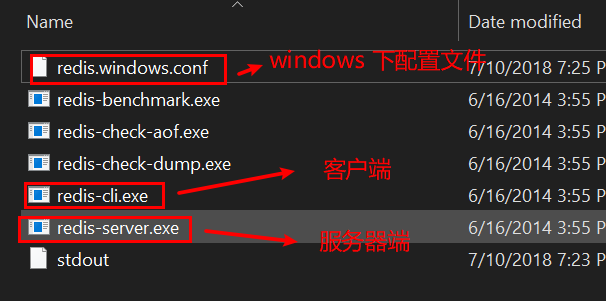 Name Date modified
redis.windows.conf windows 下配置文件 7/10/2018 7:25 P
redis-benchmark.exe 6/16/2014 3:55 P
redis-check-aof.exe 6/16/2014 3:55 P
redis-check-dump.exe 6/16/2014 3:55 P
redis-cli.exe 客户端 6/16/2014 3:55 P
redis-server.exe 服务器端 6/16/2014 3:55 P
stdout 7/10/2018 7:23 P